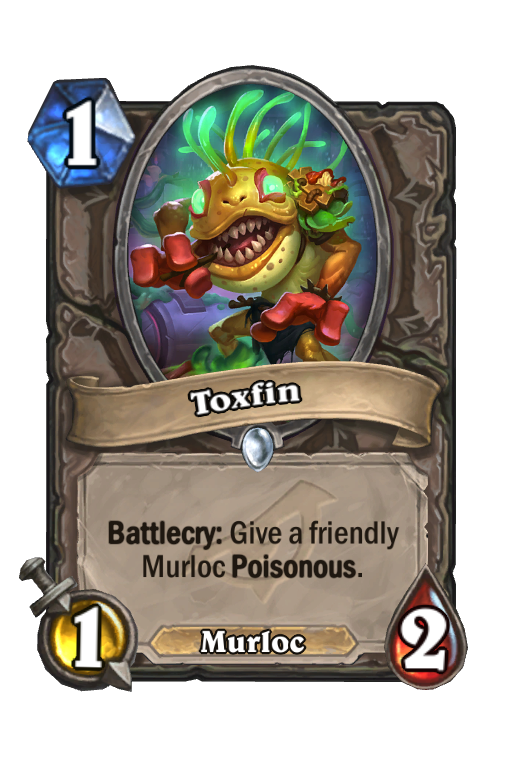 1
Toxfin
Battlecry: Give a friendly
Murloc Poisonous.
1
Murloc
2